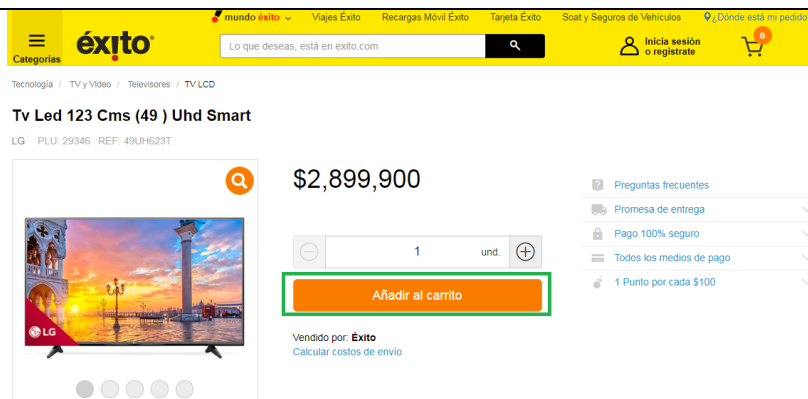 mundo éxito
Viajes Éxito
Recargas Móvil Éxito
Tarjeta Éxito
Soat y Seguros de Vehículos
¿Dónde está mi pedido
Categorías
éxito
Lo que deseas, está en exito.com
Inicia sesión
o registrate
0
Tecnología / TV y Video / Televisores / TV LCD
Tv Led 123 Cms (49 ) Uhd Smart
LG PLU: 29346 REF: 49UH623T
LG
$2,899,900
1 und.
Añadir al carrito
Vendido por: Éxito
Calcular costos de envío
? Preguntas frecuentes
Promesa de entrega
Pago 100% seguro
Todos los medios de pago
1 Punto por cada $100